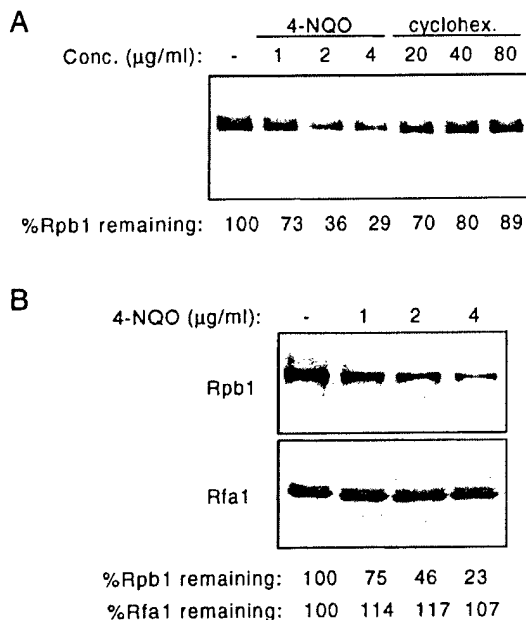 A
4-NQO cyclohex.
Conc. (µg/ml): - 1 2 4 20 40 80
%Rpb1 remaining: 100 73 36 29 70 80 89
B
4-NQO (µg/ml): - 1 2 4
Rpb1
Rfa1
%Rpb1 remaining: 100 75 46 23
%Rfa1 remaining: 100 114 117 107